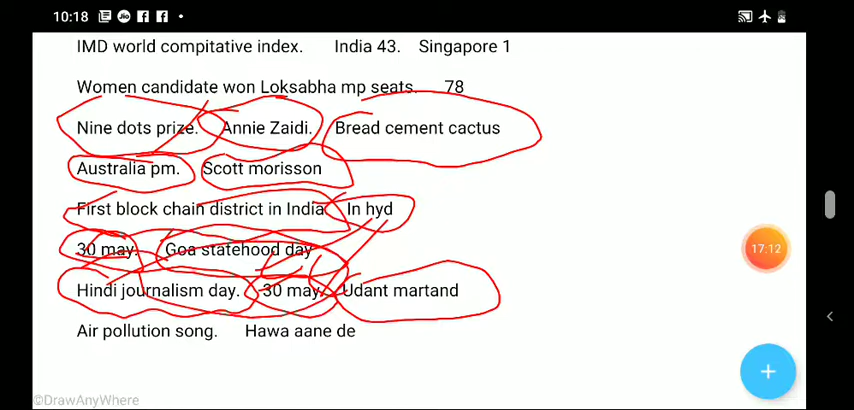 10:18
IMD world compitative index. India 43. Singapore 1
Women candidate won Loksabha mp seats. 78
Nine dots prize. Annie Zaidi. Bread cement cactus
Australia pm. Scott morisson
First block chain district in India In hyd
30 may. Goa statehood day
17:12
Hindi journalism day. 30 may. Udant martand
Air pollution song. Hawa aane de
©DrawAnyWhere